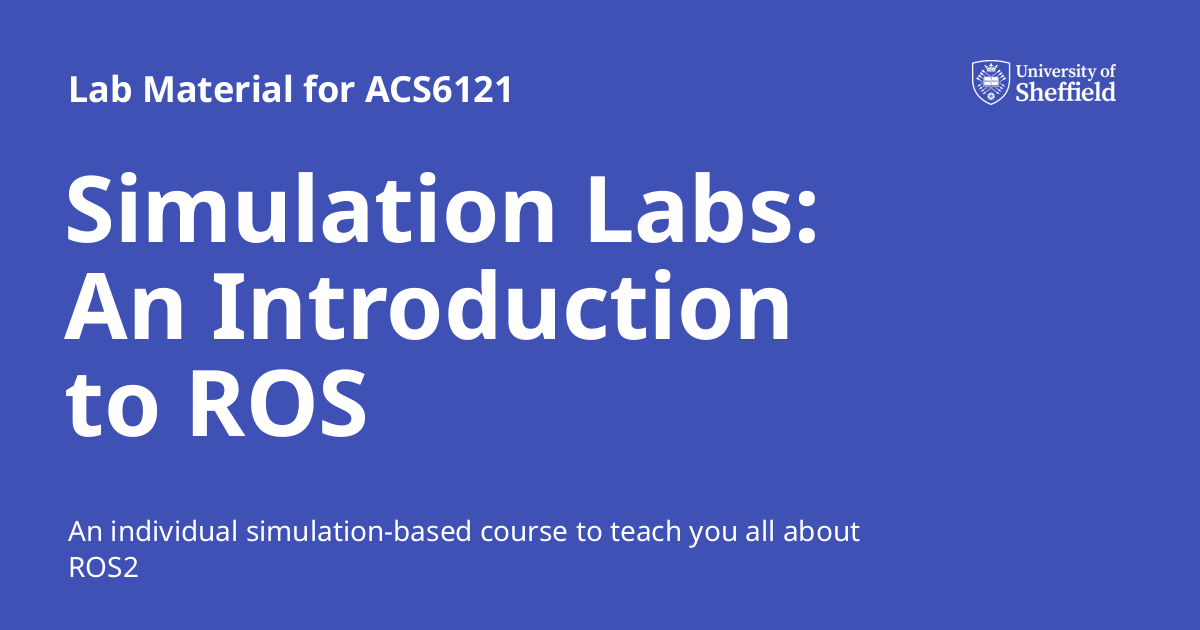 Lab Material for ACS6121
University of
Sheffield
Simulation Labs:
An Introduction
to ROS
An individual simulation-based course to teach you all about
ROS2